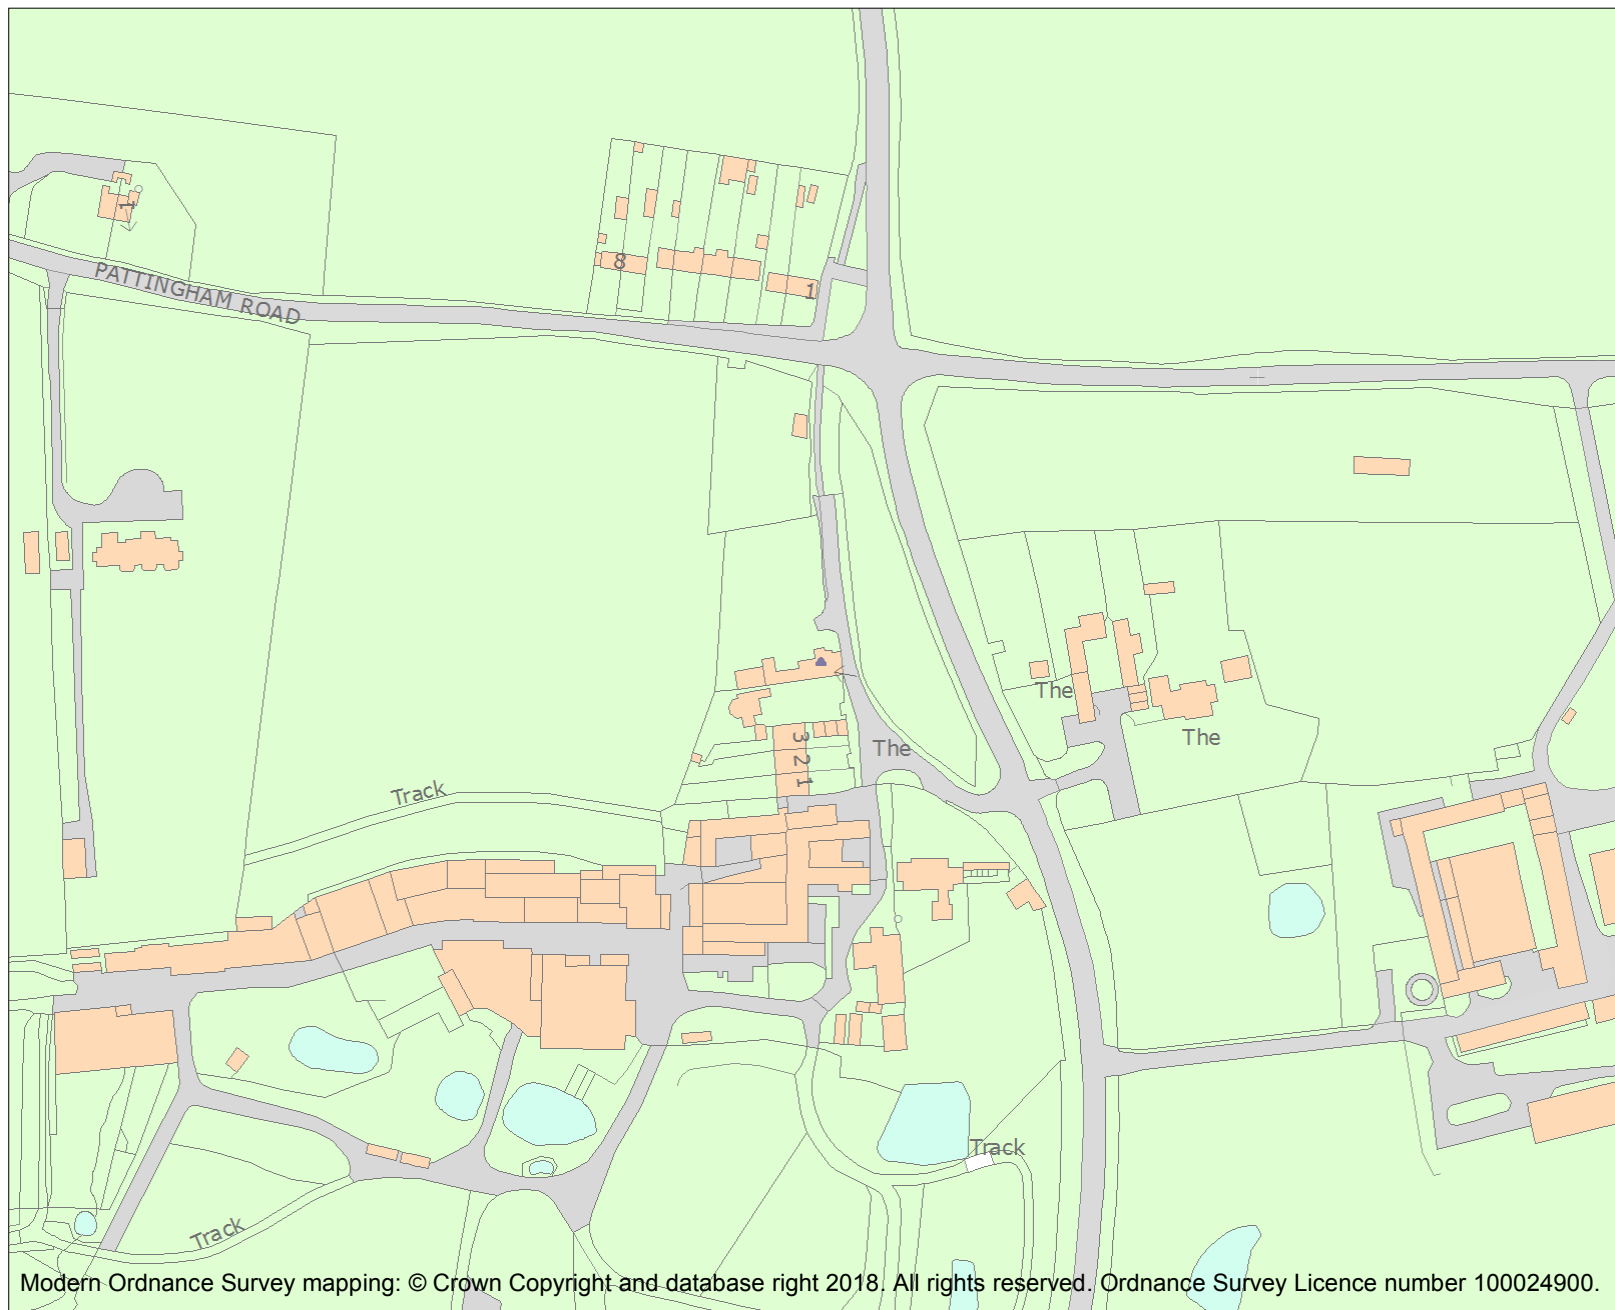 8
1
1
PATTINGHAM ROAD
The
The
The
3
2
1
Track
Track
Track
Modern Ordnance Survey mapping: © Crown Copyright and database right 2018. All rights reserved. Ordnance Survey Licence number 100024900.